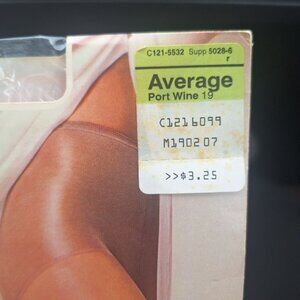 C121-5532 Supp 5028-6
r
Average
Port Wine 19
C1216099
M190207
>>$3.25